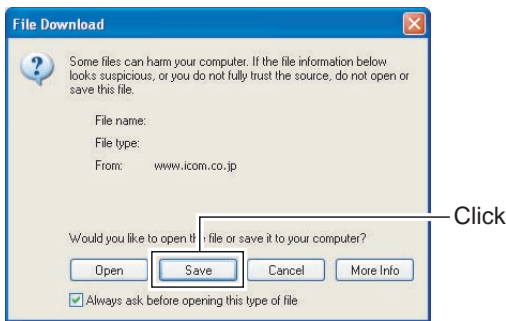 File Download
Some files can harm your computer. If the file information below
looks suspicious, or you do not fully trust the source, do not open or
save this file.
File name:
File type:
From: www.icom.co.jp
Click
Would you like to open the file or save it to your computer?
Open Save Cancel More Info
Always ask before opening this type of file